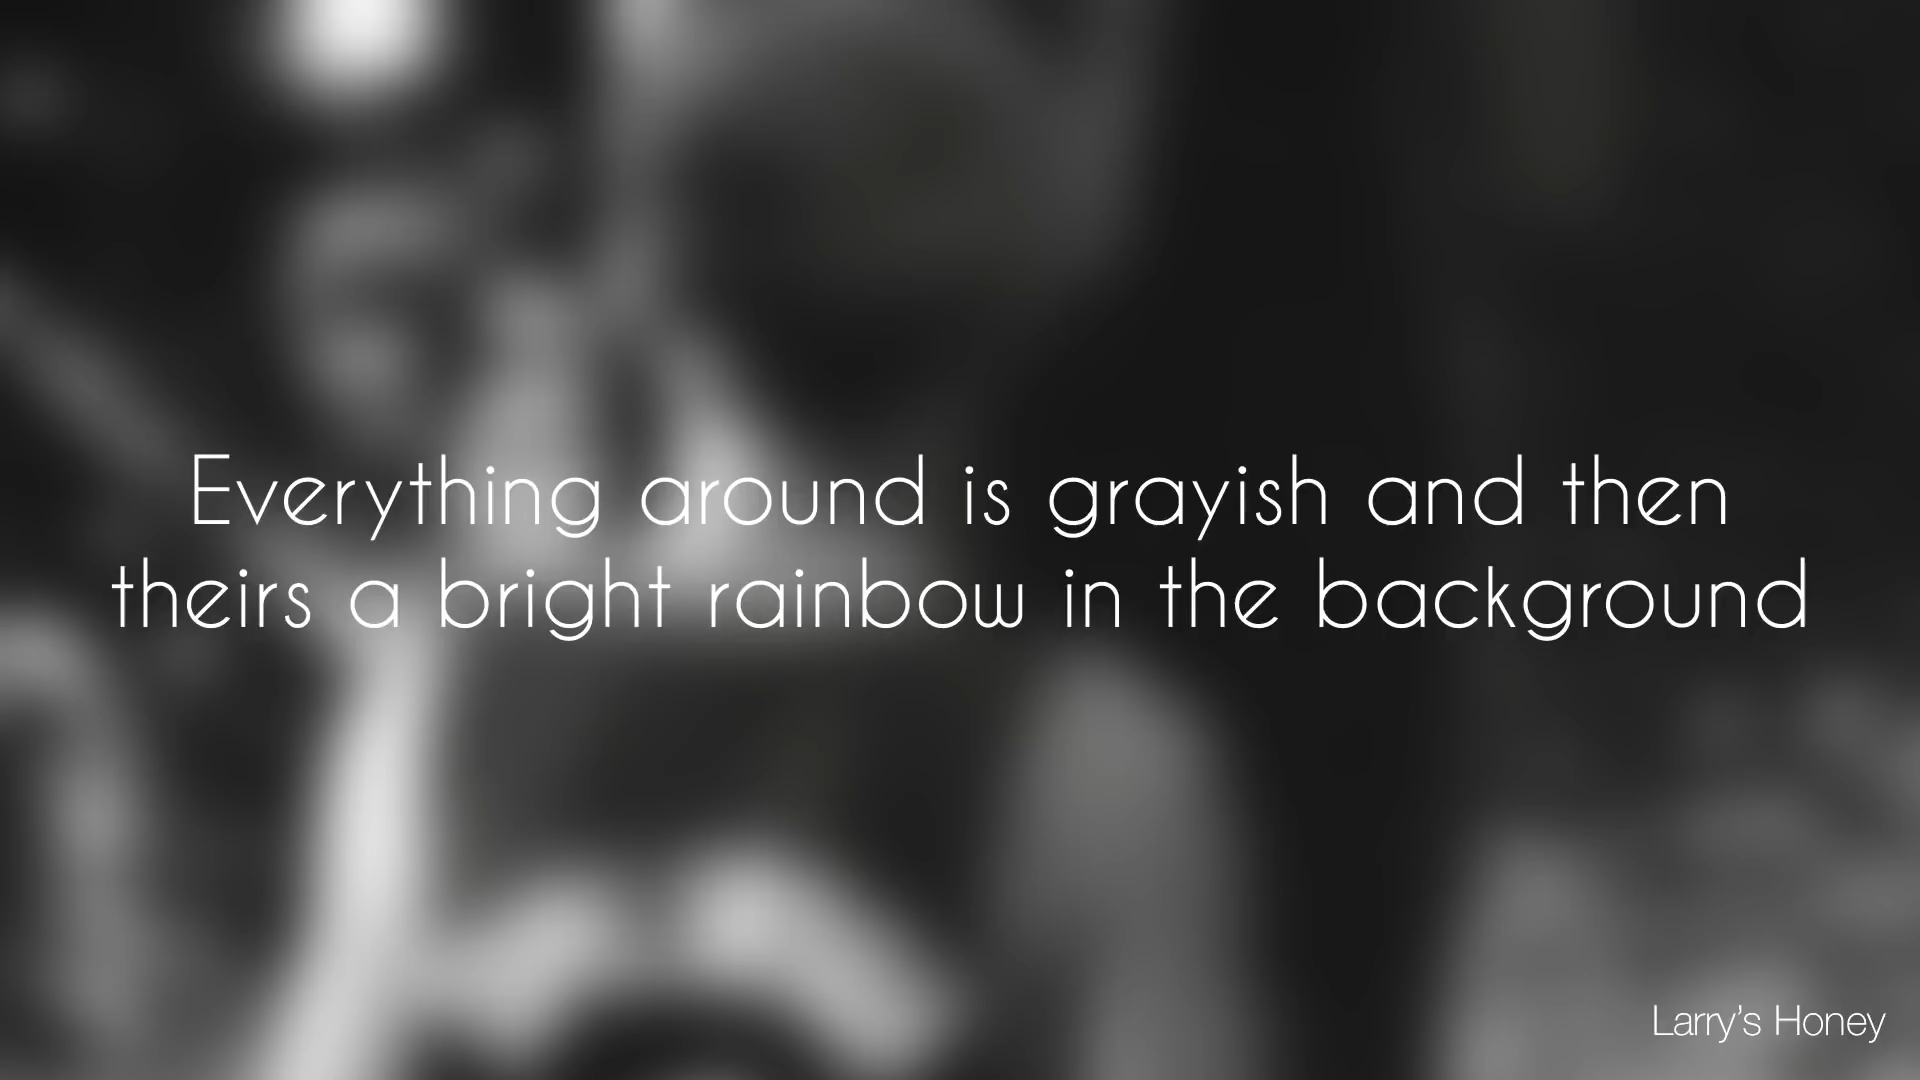 Everything around is grayish and then
theirs a bright rainbow in the background
Larry's Honey